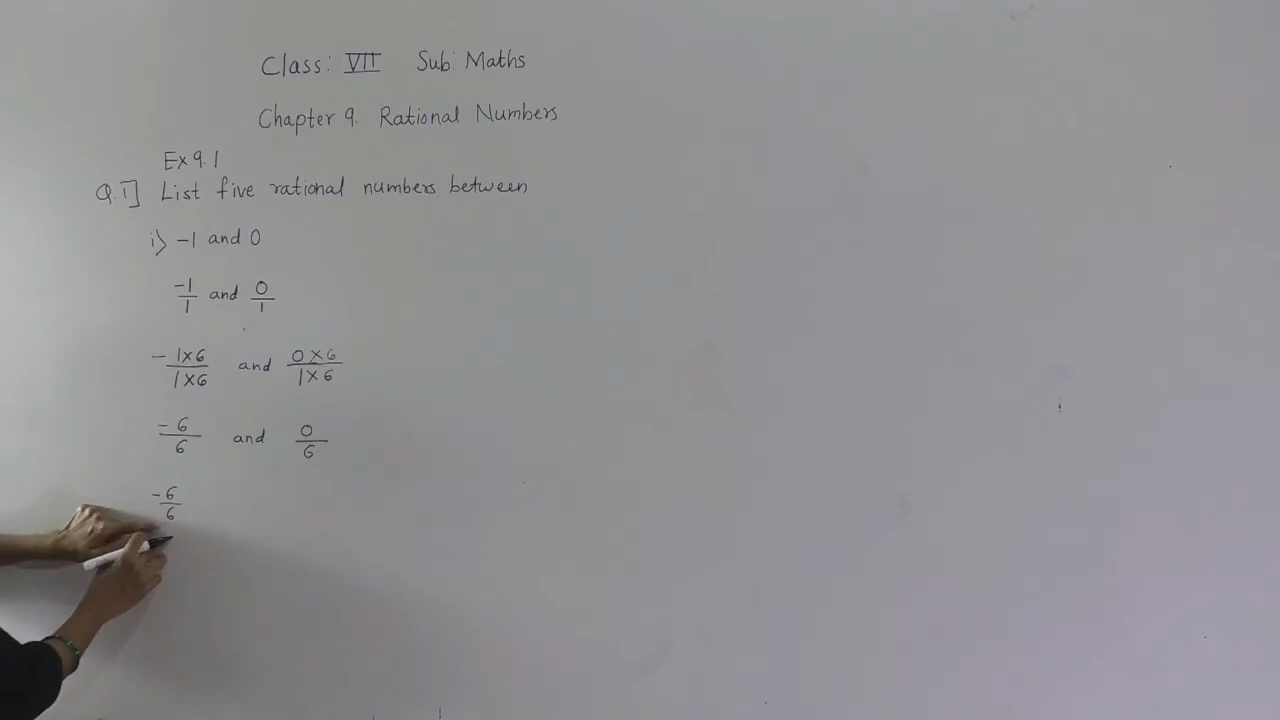 Class: VII Sub: Maths
Chapter 9. Rational Numbers
Ex 9.1
Q.1] List five rational numbers between
i) -1 and 0
-1/1 and 0/1
- 1×6/1×6 and 0×6/1×6
-6/6 and 0/6
-6/6